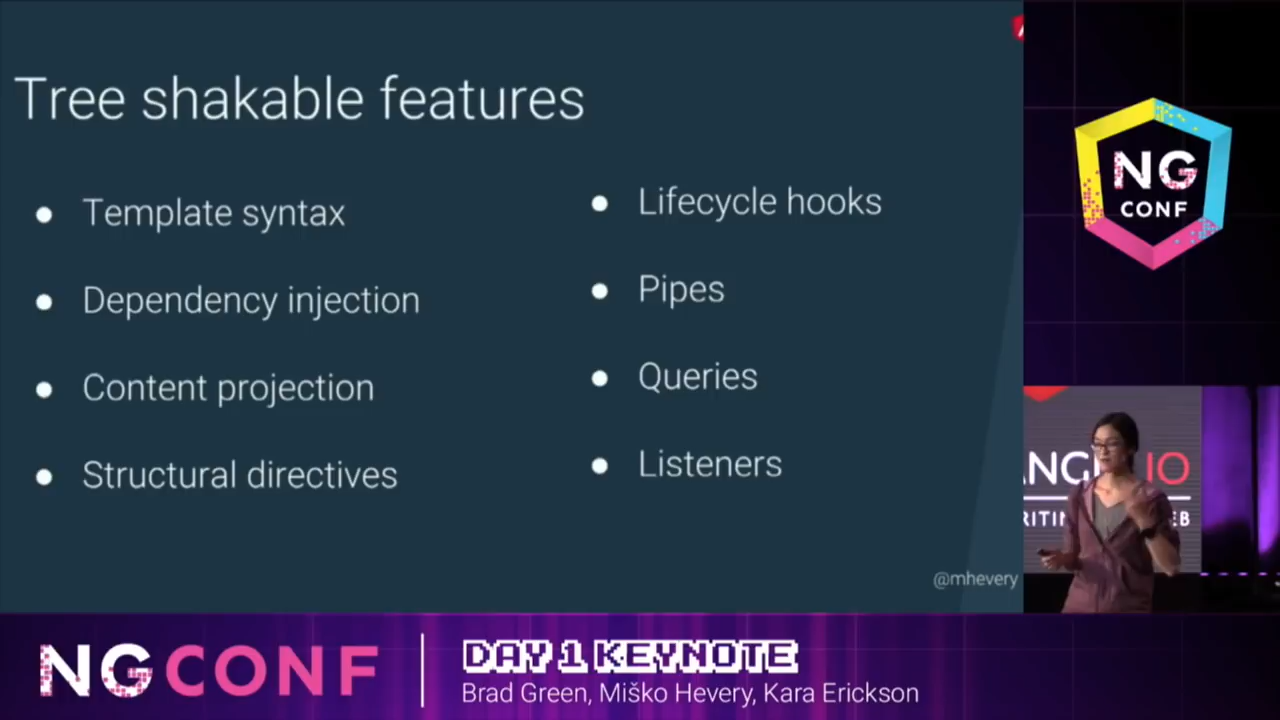 Tree shakable features
Template syntax
Dependency injection
Content projection
Structural directives
Lifecycle hooks
Pipes
Queries
Listeners
@mhevery
NG
CONF
IO
NG CONF
DAY 1 KEYNOTE
Brad Green, Miško Hevery, Kara Erickson